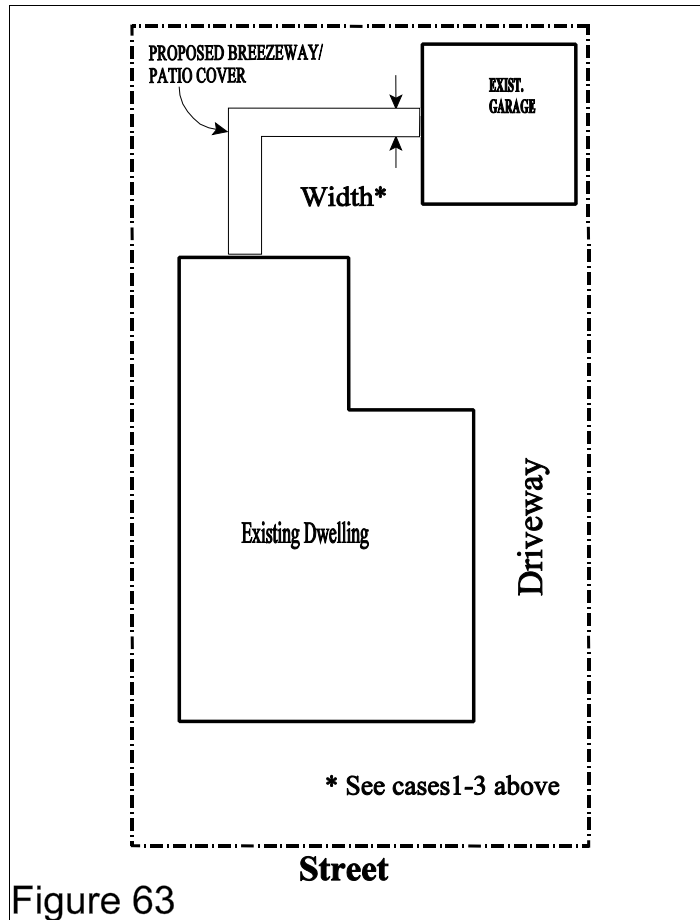 PROPOSED BREEZEWAY/
PATIO COVER
EXIST.
GARAGE
Width*
Existing Dwelling
Driveway
* See cases1-3 above
Street
Figure 63